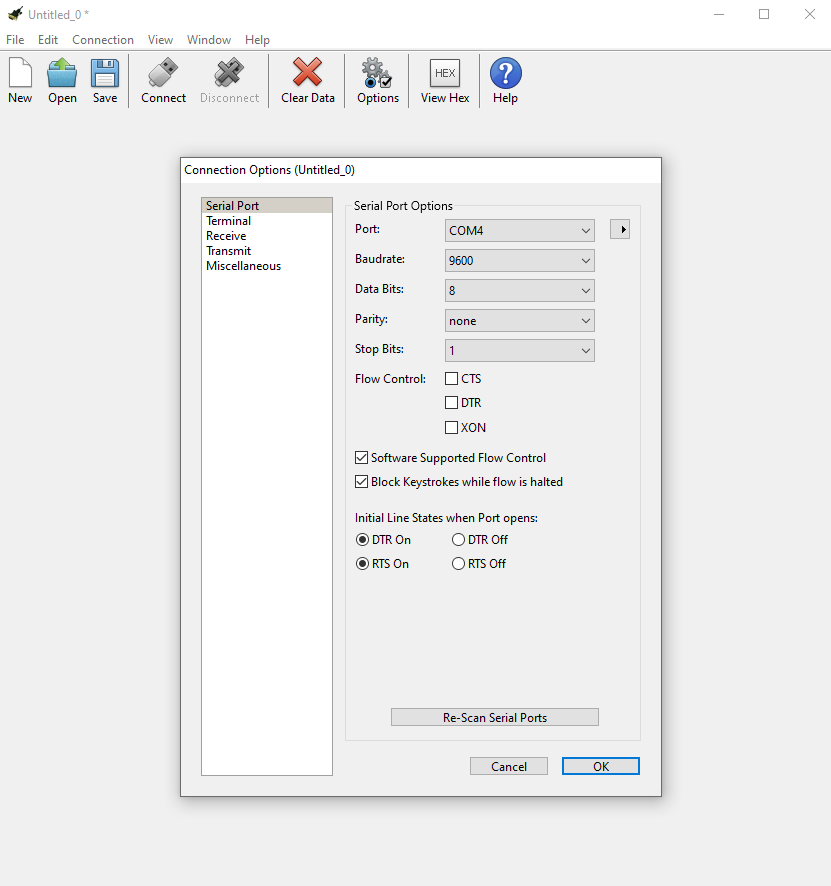 Untitled_0 *
File Edit Connection View Window Help
HEX
New Open Save Connect Disconnect Clear Data Options View Hex Help
Connection Options (Untitled_0)
Serial Port
Terminal
Receive
Transmit
Miscellaneous
Serial Port Options
Port: COM4
Baudrate: 9600
Data Bits: 8
Parity: none
Stop Bits: 1
Flow Control: CTS
DTR
XON
Software Supported Flow Control
Block Keystrokes while flow is halted
Initial Line States when Port opens:
DTR On DTR Off
RTS On RTS Off
Re-Scan Serial Ports
Cancel OK